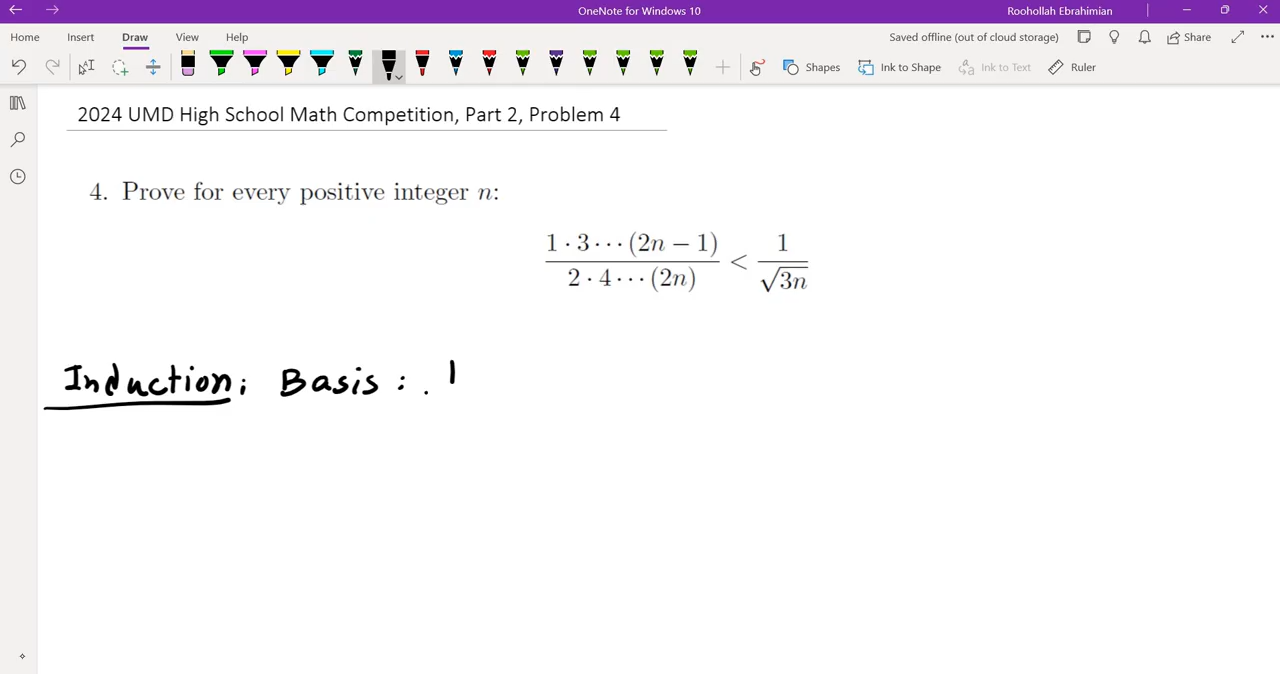 OneNote for Windows 10
Roohollah Ebrahimian
Home Insert Draw View Help
Saved offline (out of cloud storage) Share
Shapes Ink to Shape Ink to Text Ruler
2024 UMD High School Math Competition, Part 2, Problem 4
4. Prove for every positive integer n:
1 · 3 ··· (2n − 1) / 2 · 4 ··· (2n) < 1 / √3n
Induction: Basis: . 1